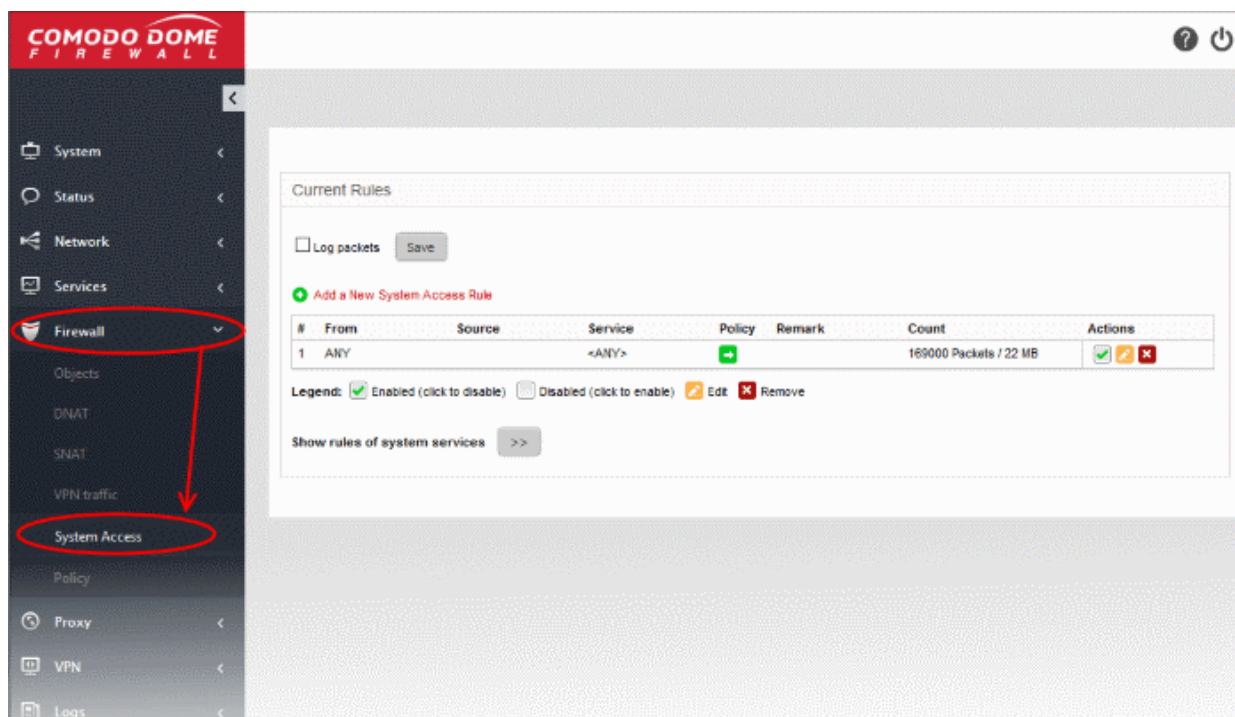 COMODO DOME
FIREWALL
System
Status
Network
Services
Firewall
Objects
DNAT
SNAT
VPN traffic
System Access
Policy
Proxy
VPN
Logs
Current Rules
Log packets Save
Add a New System Access Rule
# From Source Service Policy Remark Count Actions
1 ANY <ANY> 169000 Packets / 22 MB
Legend: Enabled (click to disable) Disabled (click to enable) Edit Remove
Show rules of system services >>